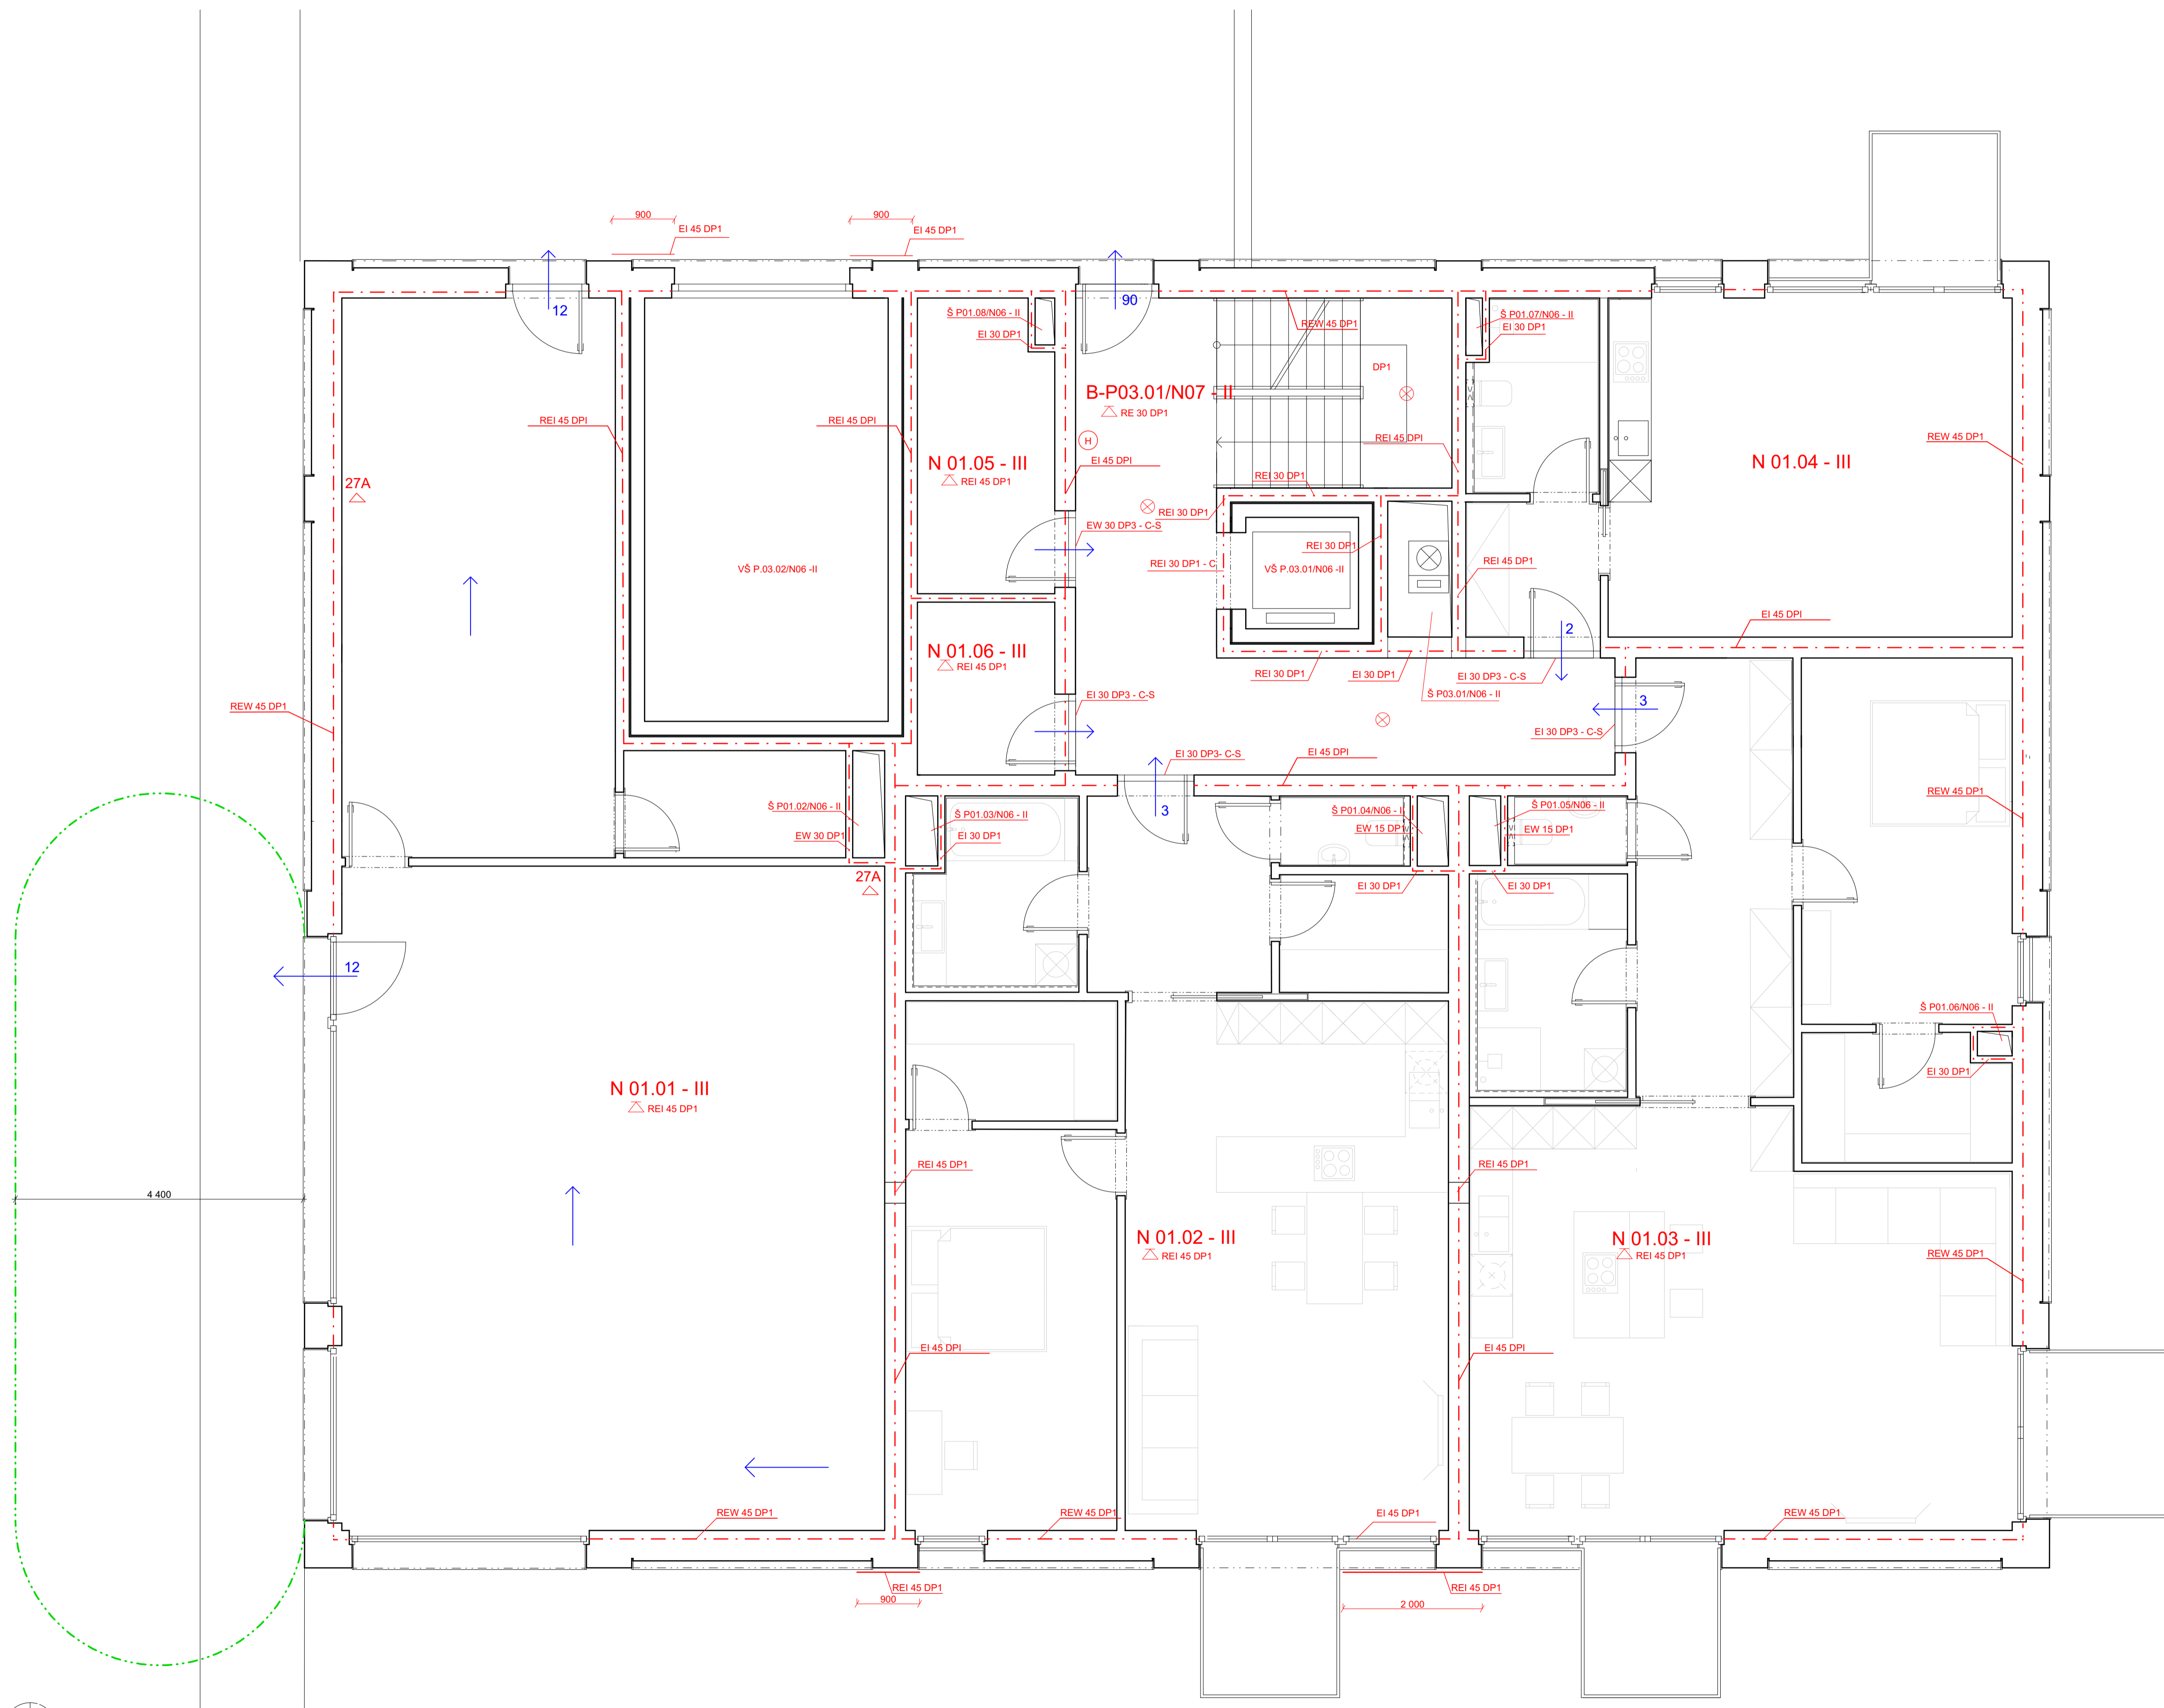 900
900
EI 45 DP1
EI 45 DP1
12
90
Š P01.08/N06 - II
EI 30 DP1
REW 45 DP1
Š P01.07/N06 - II
EI 30 DP1
DP1
B-P03.01/N07 - II
RE 30 DP1
REI 45 DPI
REI 45 DPI
H
REI 45 DPI
REW 45 DP1
N 01.05 - III
REI 45 DP1
EI 45 DPI
N 01.04 - III
27A
REI 30 DP1
REI 30 DP1
EW 30 DP3 - C-S
REI 30 DP1
REI 30 DP1 - C
REI 45 DP1
VŠ P.03.02/N06 -II
VŠ P.03.01/N06 -II
EI 45 DPI
2
N 01.06 - III
REI 45 DP1
REI 30 DP1
EI 30 DP1
EI 30 DP3 - C-S
Š P03.01/N06 - II
EI 30 DP3 - C-S
3
REW 45 DP1
EI 30 DP3 - C-S
EI 30 DP3- C-S
EI 45 DPI
REW 45 DP1
Š P01.02/N06 - II
Š P01.03/N06 - II
3
Š P01.04/N06 - I
Š P01.05/N06 - II
EW 30 DP1
EI 30 DP1
EW 15 DP1
EW 15 DP1
27A
EI 30 DP1
EI 30 DP1
12
Š P01.06/N06 - II
EI 30 DP1
N 01.01 - III
REI 45 DP1
REI 45 DP1
REI 45 DP1
4 400
N 01.02 - III
REI 45 DP1
N 01.03 - III
REI 45 DP1
REW 45 DP1
EI 45 DPI
EI 45 DPI
REW 45 DP1
REW 45 DP1
EI 45 DP1
REW 45 DP1
REI 45 DP1
REI 45 DP1
900
2 000